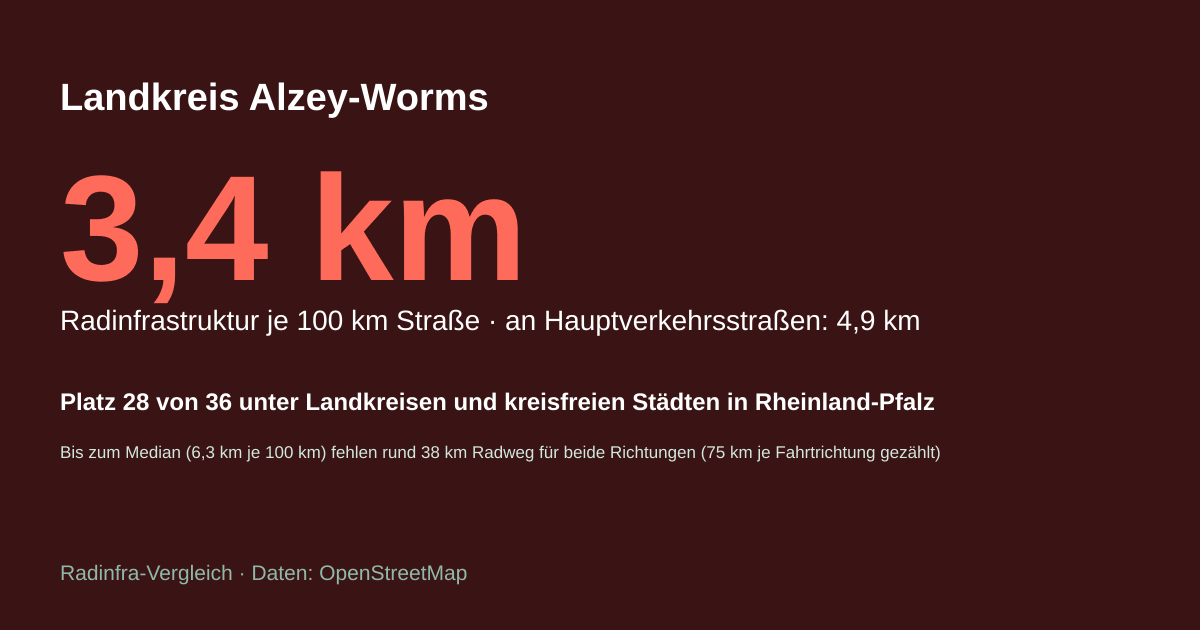 Landkreis Alzey-Worms
3,4 km
Radinfrastruktur je 100 km Straße · an Hauptverkehrsstraßen: 4,9 km
Platz 28 von 36 unter Landkreisen und kreisfreien Städten in Rheinland-Pfalz
Bis zum Median (6,3 km je 100 km) fehlen rund 38 km Radweg für beide Richtungen (75 km je Fahrtrichtung gezählt)
Radinfra-Vergleich · Daten: OpenStreetMap